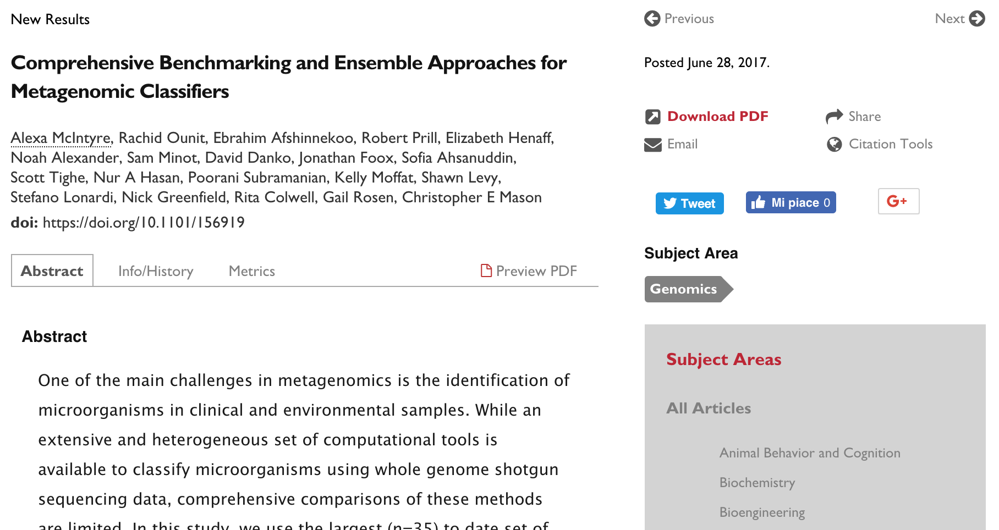 New Results
Comprehensive Benchmarking and Ensemble Approaches for
Metagenomic Classifiers
Alexa McIntyre, Rachid Ounit, Ebrahim Afshinnekoo, Robert Prill, Elizabeth Henaff,
Noah Alexander, Sam Minot, David Danko, Jonathan Foox, Sofia Ahsanuddin,
Scott Tighe, Nur A Hasan, Poorani Subramanian, Kelly Moffat, Shawn Levy,
Stefano Lonardi, Nick Greenfield, Rita Colwell, Gail Rosen, Christopher E Mason
doi: https://doi.org/10.1101/156919
Abstract Info/History Metrics Preview PDF
Abstract
One of the main challenges in metagenomics is the identification of
microorganisms in clinical and environmental samples. While an
extensive and heterogeneous set of computational tools is
available to classify microorganisms using whole genome shotgun
sequencing data, comprehensive comparisons of these methods
are limited. In this study, we use the largest (n=35) to date set of
Previous Next
Posted June 28, 2017.
Download PDF Share
Email Citation Tools
Tweet Mi piace 0 G+
Subject Area
Genomics
Subject Areas
All Articles
Animal Behavior and Cognition
Biochemistry
Bioengineering